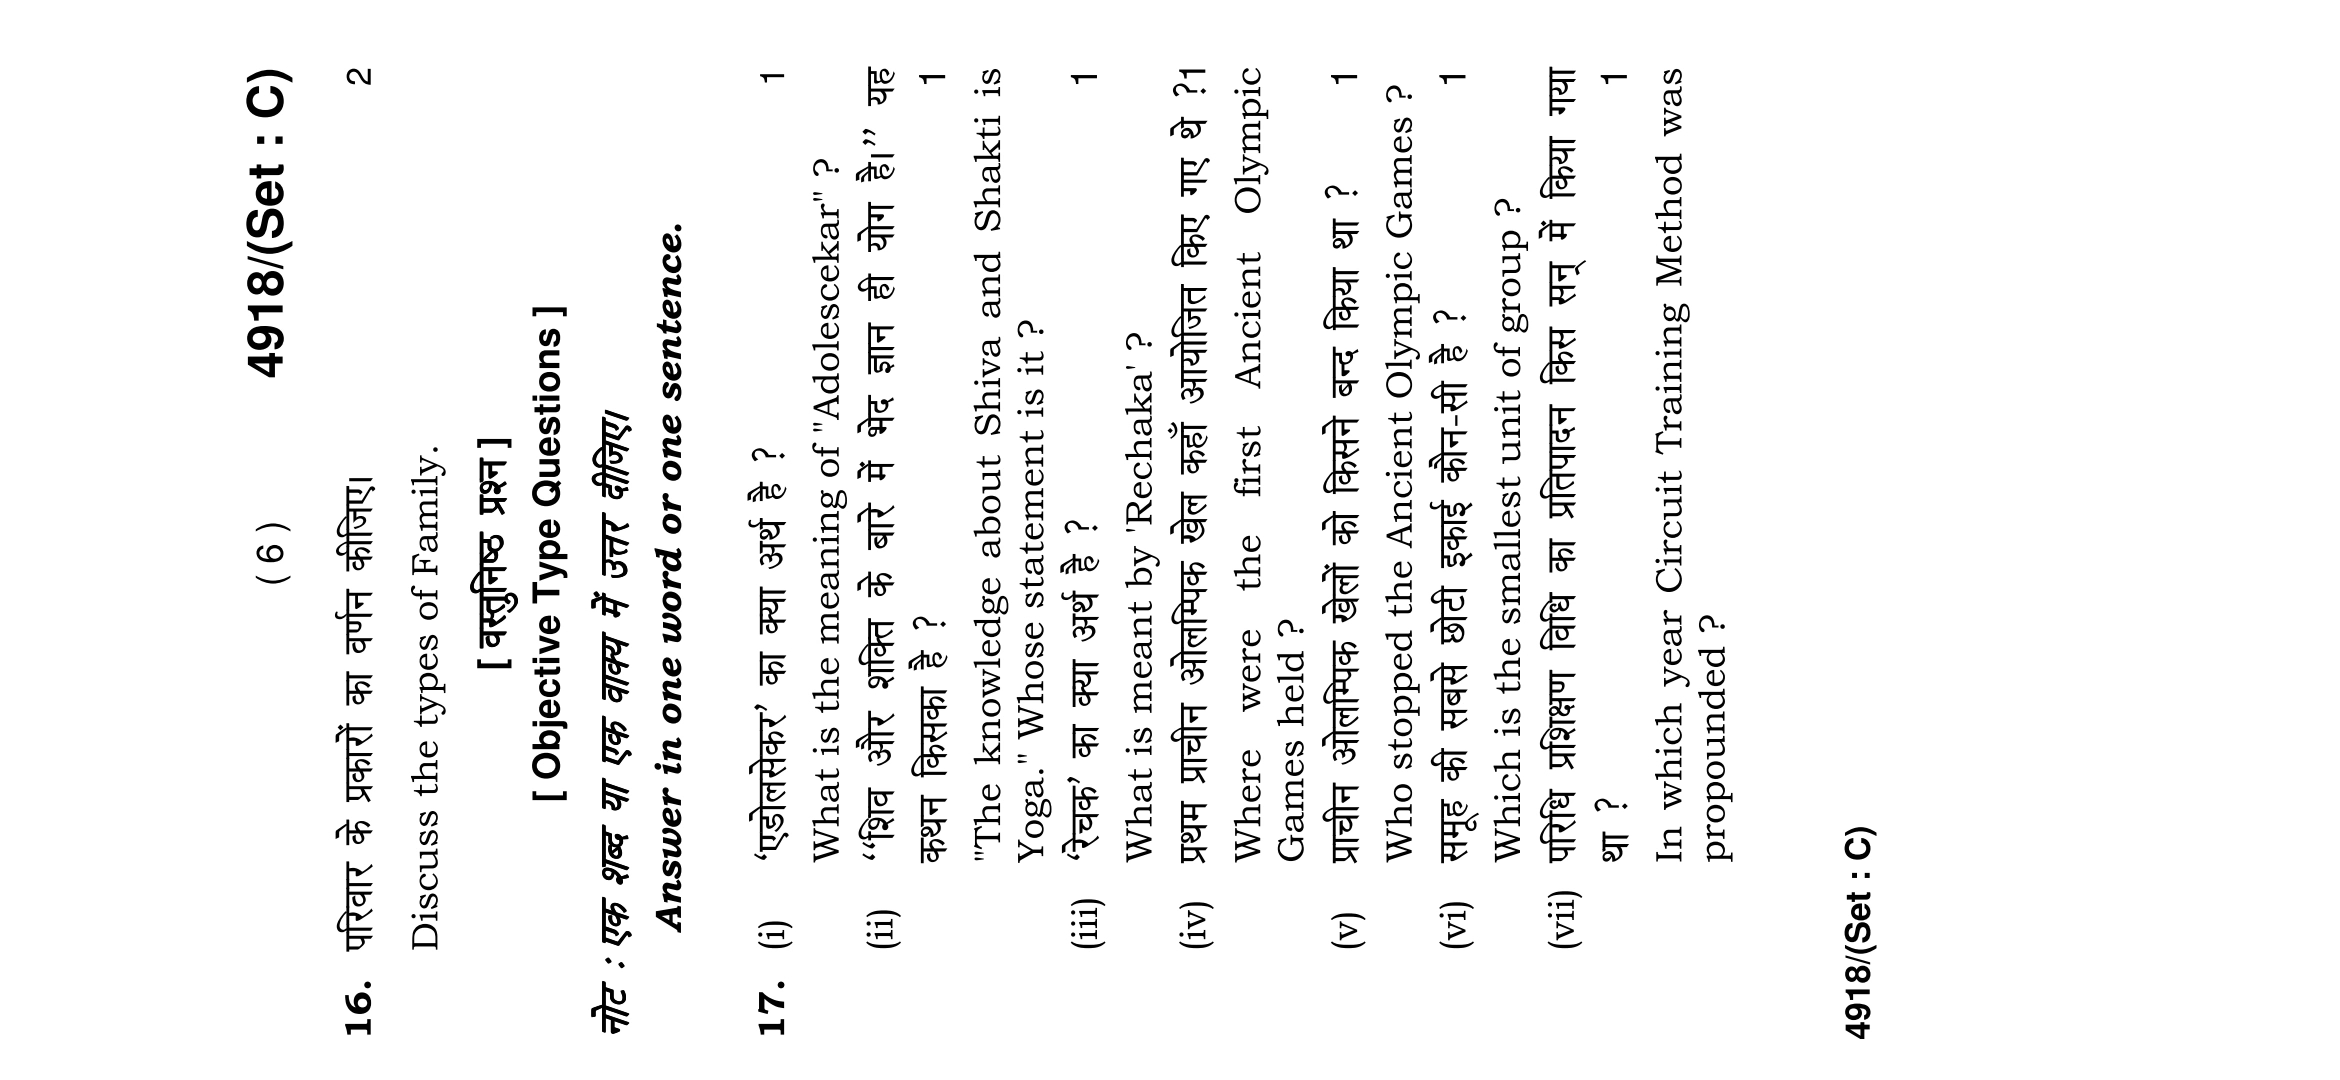 ( 6 ) 4918/(Set : C)
16. परिवार के प्रकारों का वर्णन कीजिए। 2
Discuss the types of Family.
[ वस्तुनिष्ठ प्रश्न ]
[ Objective Type Questions ]
नोट : एक शब्द या एक वाक्य में उत्तर दीजिए।
Answer in one word or one sentence.
17. (i) ‘एडोलसेकर’ का क्या अर्थ है ? 1
What is the meaning of "Adolescekar" ?
(ii) ‘‘शिव और शक्ति के बारे में भेद ज्ञान ही योग है।’’ यह
कथन किसका है ? 1
"The knowledge about Shiva and Shakti is
Yoga." Whose statement is it ?
(iii) ‘रेचक’ का क्या अर्थ है ? 1
What is meant by 'Rechaka' ?
(iv) प्रथम प्राचीन ओलम्पिक खेल कहाँ आयोजित किए गए थे ?1
Where were the first Ancient Olympic
Games held ?
(v) प्राचीन ओलम्पिक खेलों को किसने बन्द किया था ? 1
Who stopped the Ancient Olympic Games ?
(vi) समूह की सबसे छोटी इकाई कौन-सी है ? 1
Which is the smallest unit of group ?
(vii) परिधि प्रशिक्षण विधि का प्रतिपादन किस सन् में किया गया
था ? 1
In which year Circuit Training Method was
propounded ?
4918/(Set : C)